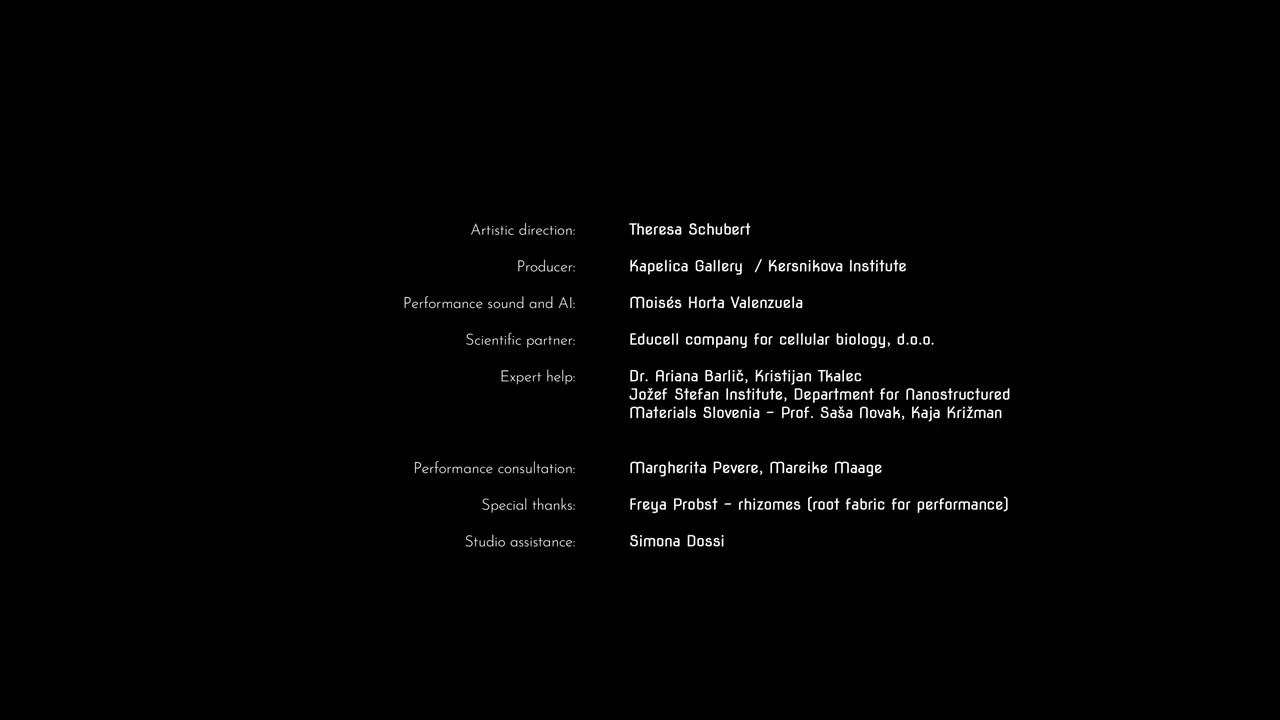 Artistic direction: Theresa Schubert
Producer: Kapelica Gallery / Kersnikova Institute
Performance sound and AI: Moisés Horta Valenzuela
Scientific partner: Educell company for cellular biology, d.o.o.
Expert help: Dr. Ariana Barlič, Kristijan Tkalec
Jožef Stefan Institute, Department for Nanostructured
Materials Slovenia – Prof. Saša Novak, Kaja Križman
Performance consultation: Margherita Pevere, Mareike Maage
Special thanks: Freya Probst – rhizomes (root fabric for performance)
Studio assistance: Simona Dossi